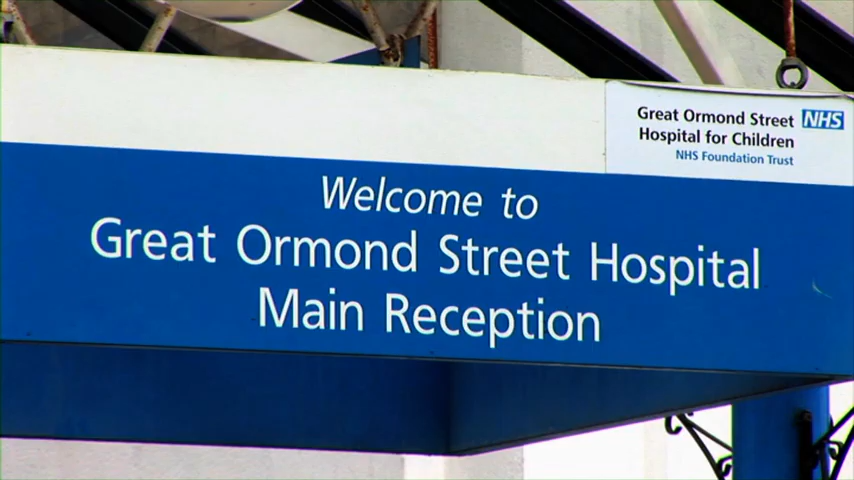 Great Ormond Street NHS
Hospital for Children
NHS Foundation Trust
Welcome to
Great Ormond Street Hospital
Main Reception